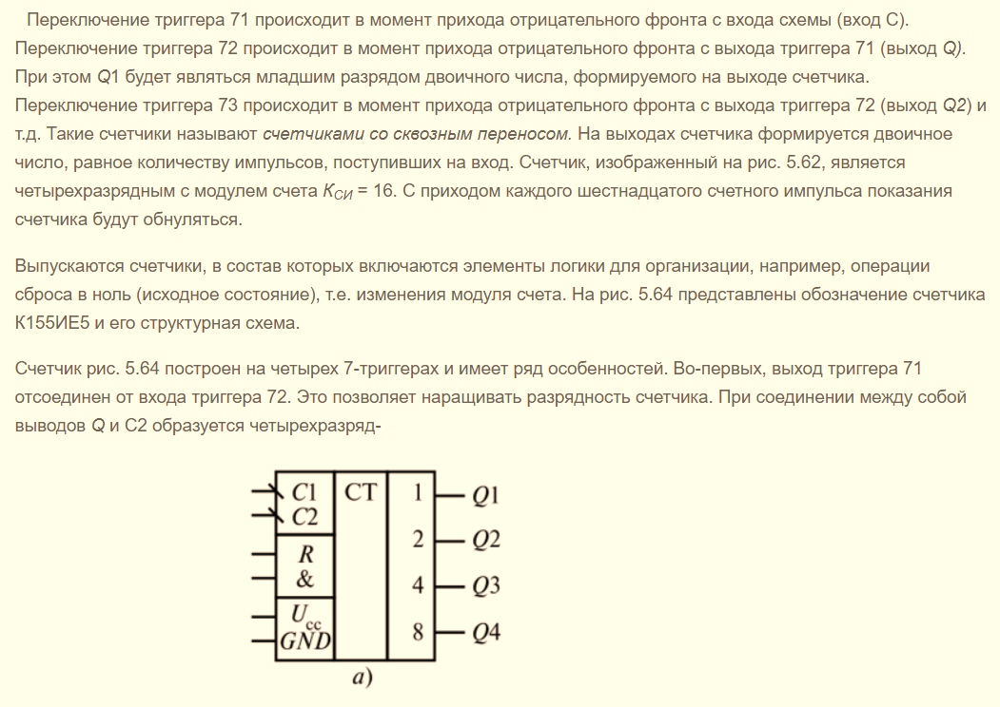 Переключение триггера 71 происходит в момент прихода отрицательного фронта с входа схемы (вход С).
Переключение триггера 72 происходит в момент прихода отрицательного фронта с выхода триггера 71 (выход Q).
При этом Q1 будет являться младшим разрядом двоичного числа, формируемого на выходе счетчика.
Переключение триггера 73 происходит в момент прихода отрицательного фронта с выхода триггера 72 (выход Q2) и
т.д. Такие счетчики называют счетчиками со сквозным переносом. На выходах счетчика формируется двоичное
число, равное количеству импульсов, поступивших на вход. Счетчик, изображенный на рис. 5.62, является
четырехразрядным с модулем счета КСИ = 16. С приходом каждого шестнадцатого счетного импульса показания
счетчика будут обнуляться.
Выпускаются счетчики, в состав которых включаются элементы логики для организации, например, операции
сброса в ноль (исходное состояние), т.е. изменения модуля счета. На рис. 5.64 представлены обозначение счетчика
К155ИЕ5 и его структурная схема.
Счетчик рис. 5.64 построен на четырех 7-триггерах и имеет ряд особенностей. Во-первых, выход триггера 71
отсоединен от входа триггера 72. Это позволяет наращивать разрядность счетчика. При соединении между собой
выводов Q и С2 образуется четырехразряд-
C1 CT 1 Q1
C2
2 Q2
R
& 4 Q3
Ucc
8 Q4
GND
а)